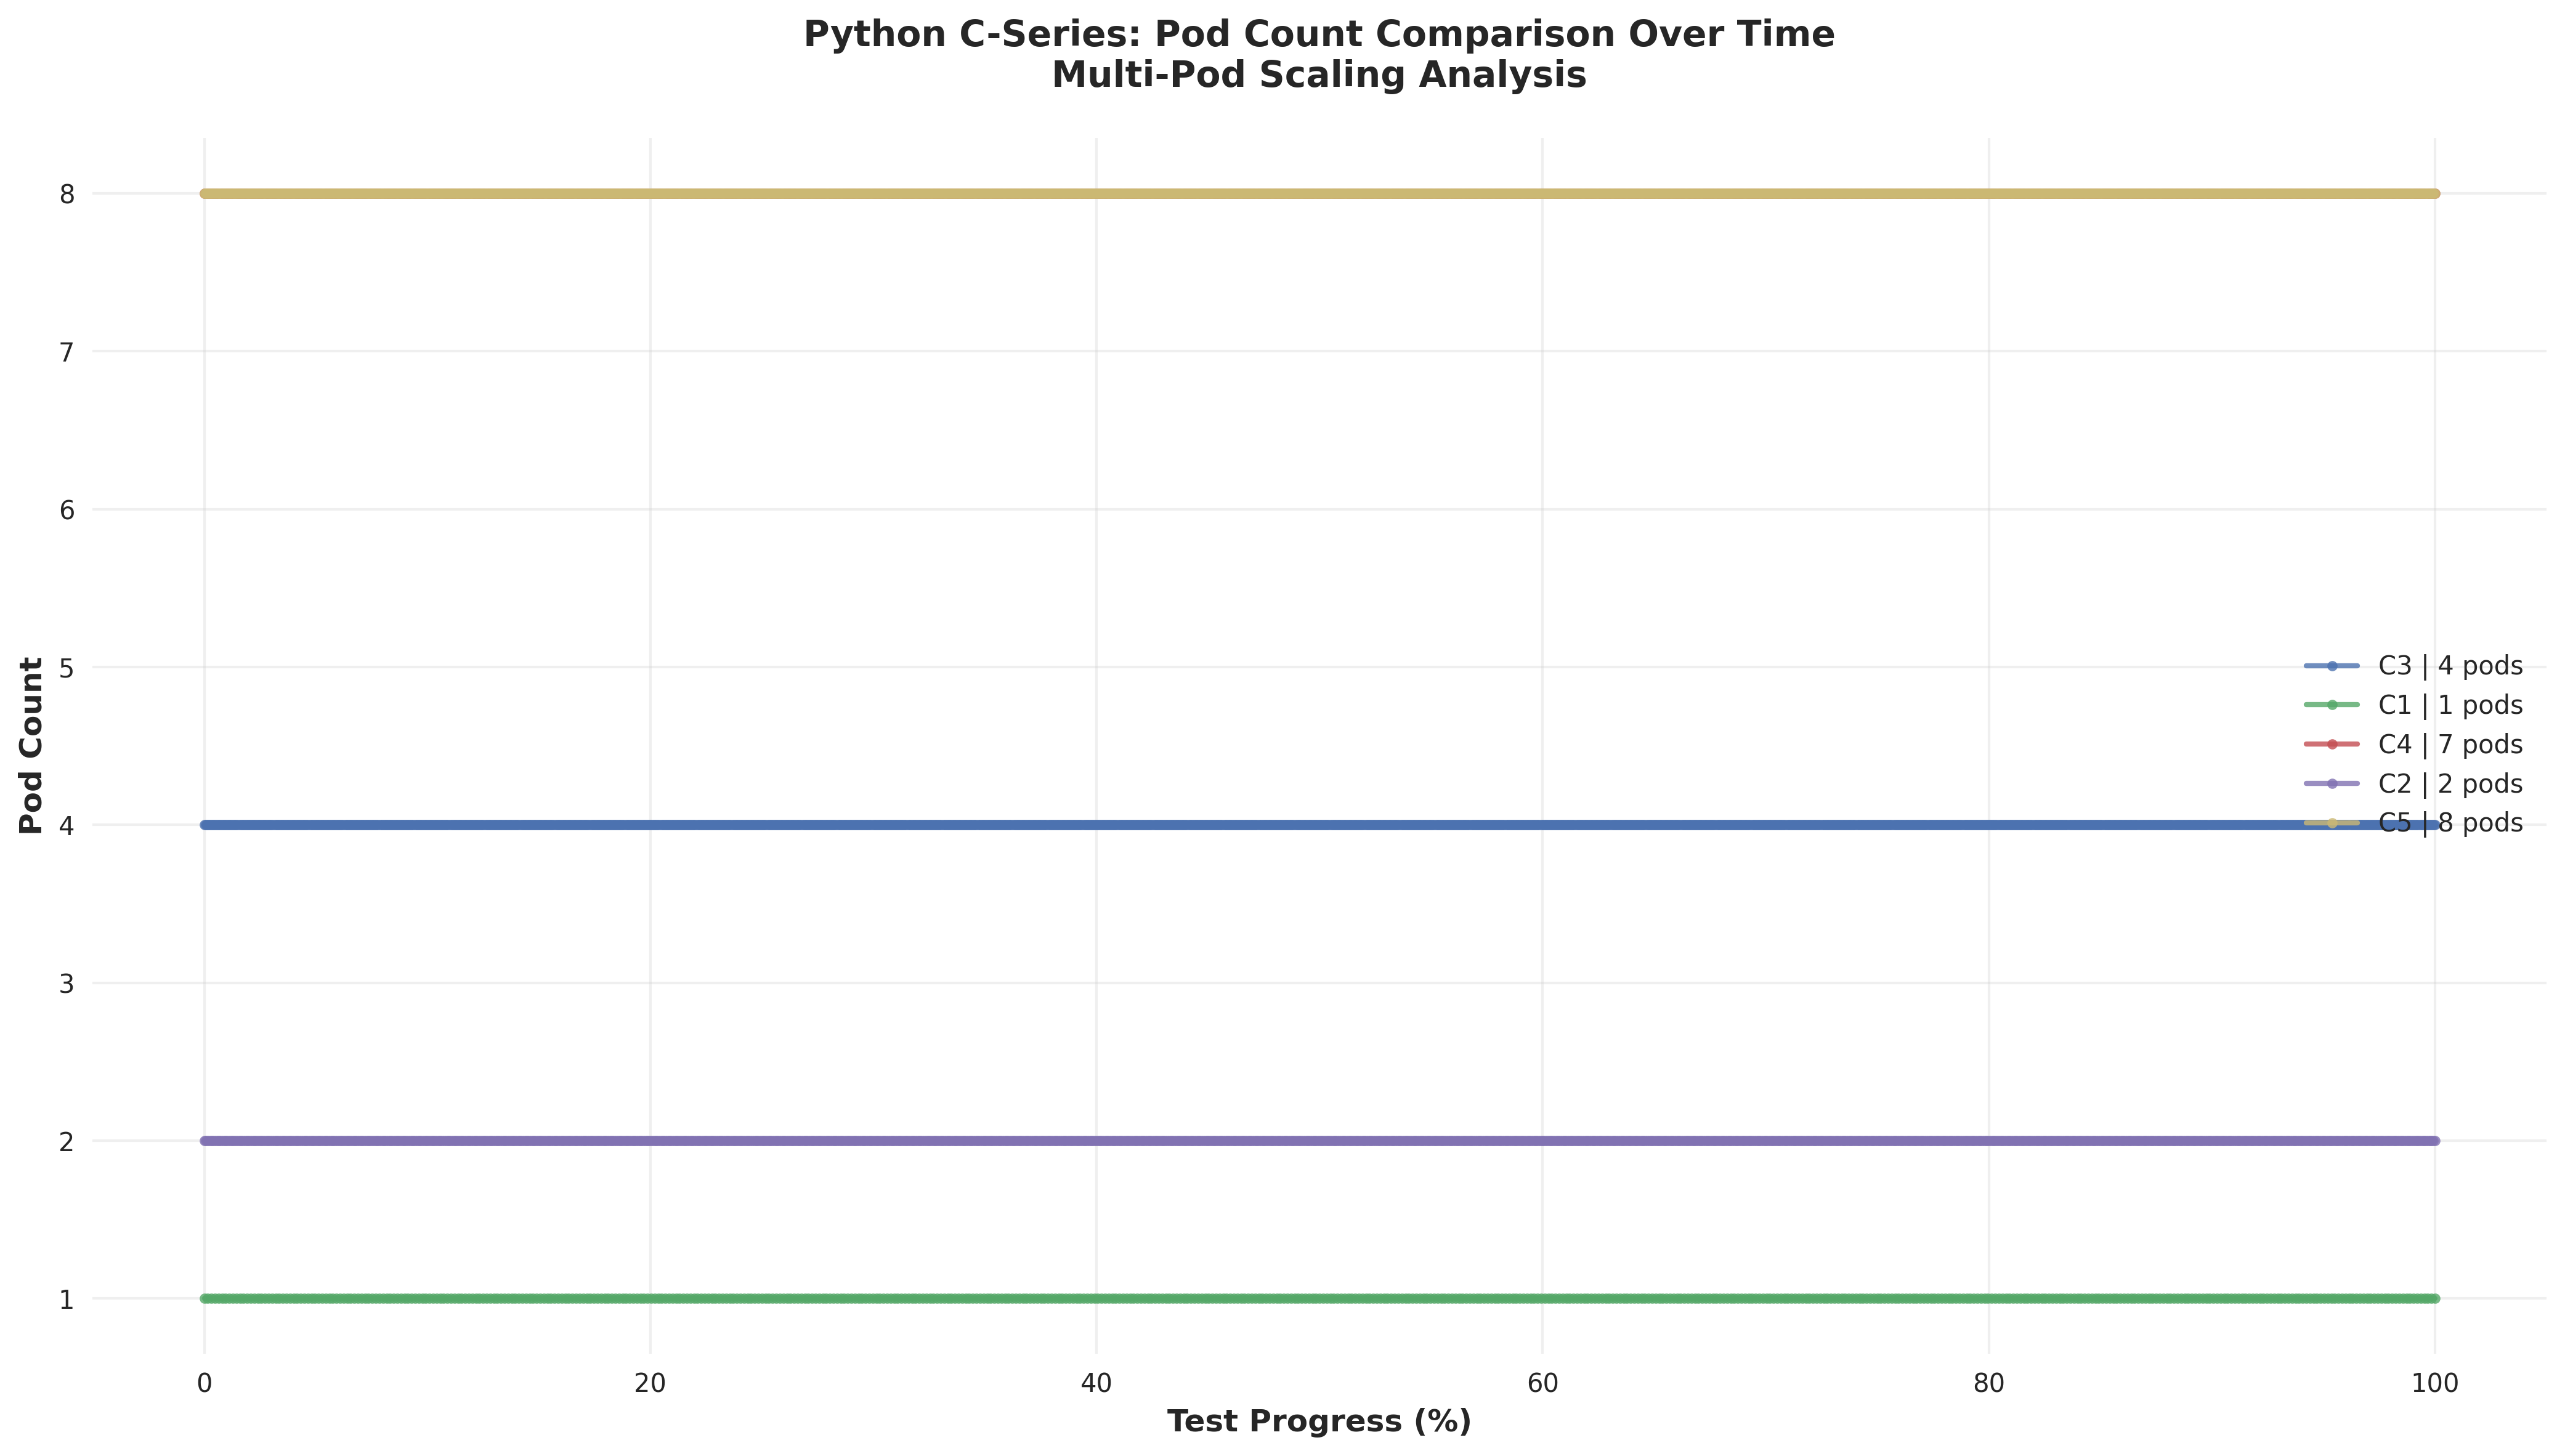 Python C-Series: Pod Count Comparison Over Time
Multi-Pod Scaling Analysis
8
7
6
5
4
3
2
1
Pod Count
C3 | 4 pods
C1 | 1 pods
C4 | 7 pods
C2 | 2 pods
C5 | 8 pods
0 20 40 60 80 100
Test Progress (%)